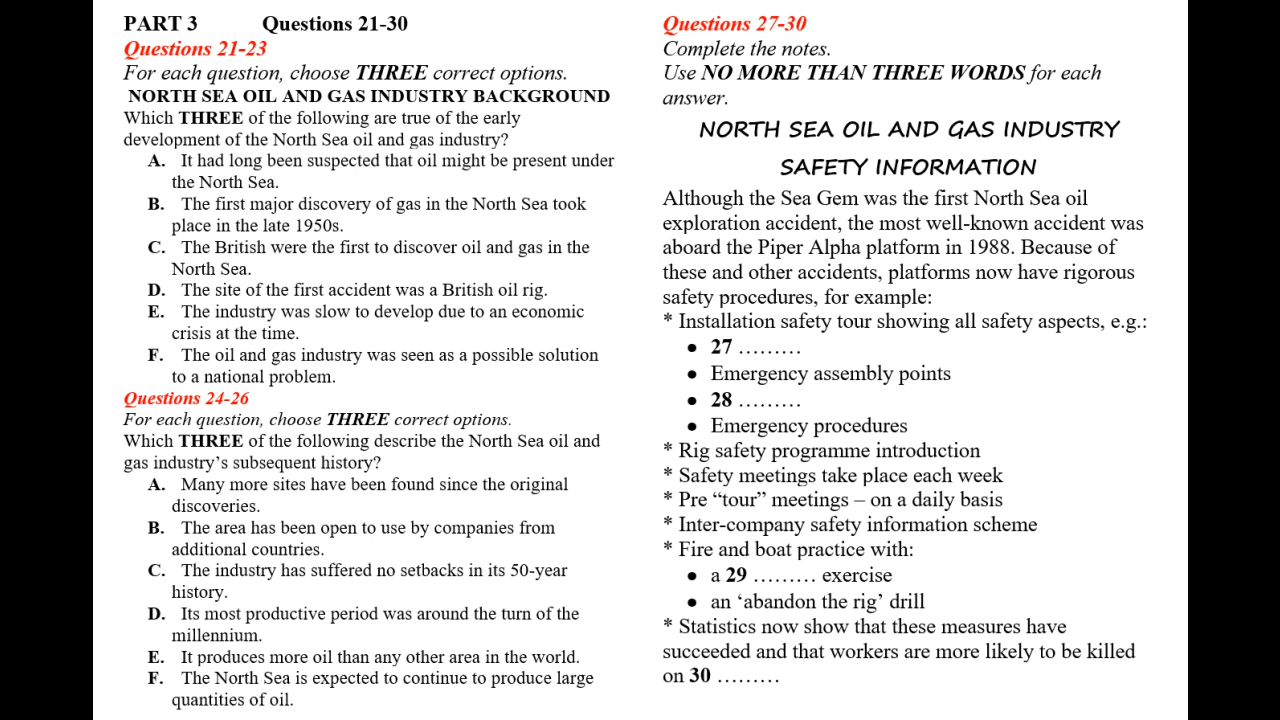 PART 3 Questions 21-30
Questions 21-23
For each question, choose THREE correct options.
NORTH SEA OIL AND GAS INDUSTRY BACKGROUND
Which THREE of the following are true of the early
development of the North Sea oil and gas industry?
A. It had long been suspected that oil might be present under
the North Sea.
B. The first major discovery of gas in the North Sea took
place in the late 1950s.
C. The British were the first to discover oil and gas in the
North Sea.
D. The site of the first accident was a British oil rig.
E. The industry was slow to develop due to an economic
crisis at the time.
F. The oil and gas industry was seen as a possible solution
to a national problem.
Questions 24-26
For each question, choose THREE correct options.
Which THREE of the following describe the North Sea oil and
gas industry’s subsequent history?
A. Many more sites have been found since the original
discoveries.
B. The area has been open to use by companies from
additional countries.
C. The industry has suffered no setbacks in its 50-year
history.
D. Its most productive period was around the turn of the
millennium.
E. It produces more oil than any other area in the world.
F. The North Sea is expected to continue to produce large
quantities of oil.
Questions 27-30
Complete the notes.
Use NO MORE THAN THREE WORDS for each
answer.
NORTH SEA OIL AND GAS INDUSTRY
SAFETY INFORMATION
Although the Sea Gem was the first North Sea oil
exploration accident, the most well-known accident was
aboard the Piper Alpha platform in 1988. Because of
these and other accidents, platforms now have rigorous
safety procedures, for example:
* Installation safety tour showing all safety aspects, e.g.:
● 27 ………
● Emergency assembly points
● 28 ………
● Emergency procedures
* Rig safety programme introduction
* Safety meetings take place each week
* Pre “tour” meetings – on a daily basis
* Inter-company safety information scheme
* Fire and boat practice with:
● a 29 ……… exercise
● an ‘abandon the rig’ drill
* Statistics now show that these measures have
succeeded and that workers are more likely to be killed
on 30 ………